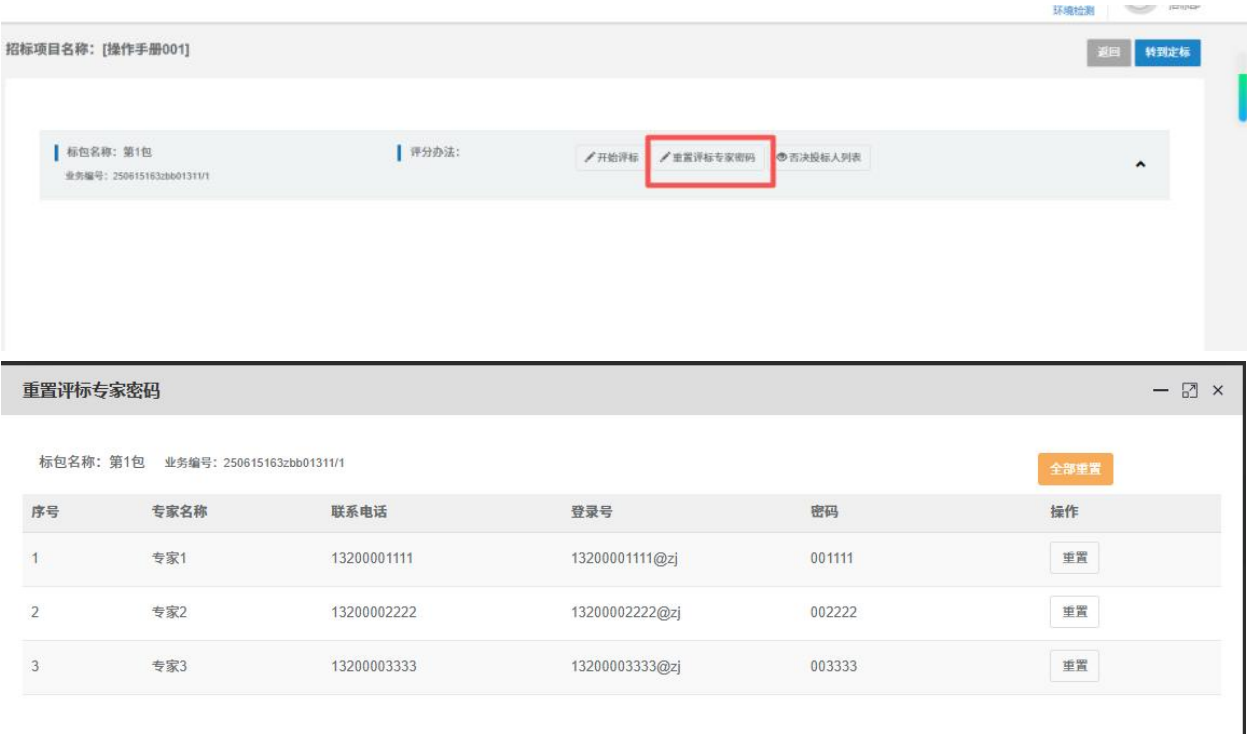 环境检测
招标项目名称：[操作手册001]
返回 转到定标
标包名称：第1包 评分办法： 开始评标 重置评标专家密码 否决投标人列表
业务编号：250615163zbb01311/1
重置评标专家密码
标包名称：第1包 业务编号：250615163zbb01311/1 全部重置
序号 专家名称 联系电话 登录号 密码 操作
1 专家1 13200001111 13200001111@zj 001111 重置
2 专家2 13200002222 13200002222@zj 002222 重置
3 专家3 13200003333 13200003333@zj 003333 重置